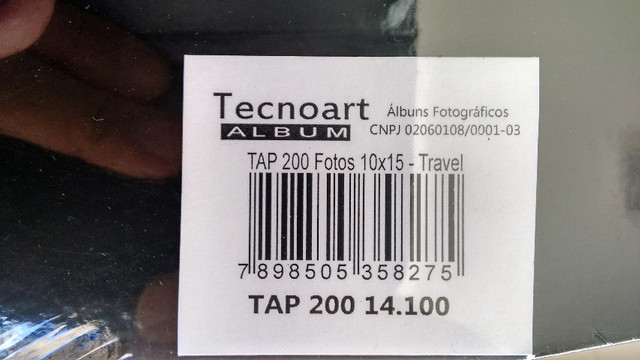 Tecnoart
ALBUM
Álbuns Fotográficos
CNPJ 02060108/0001-03
TAP 200 Fotos 10x15 - Travel
7 898505 358275
TAP 200 14.100